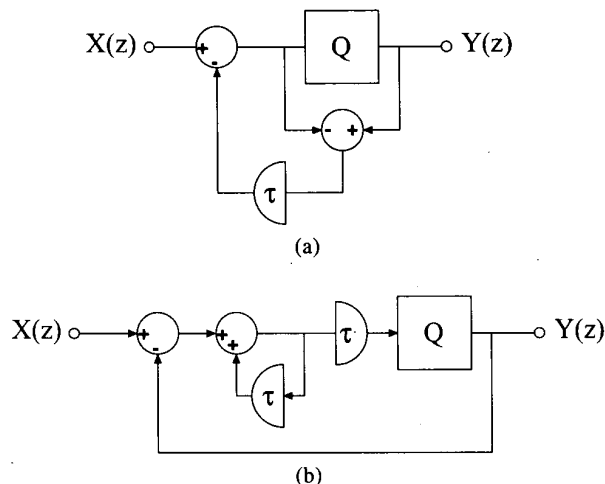 X(z) + - Q Y(z)
- +
τ
(a)
X(z) + - + + τ Q Y(z)
τ
(b)